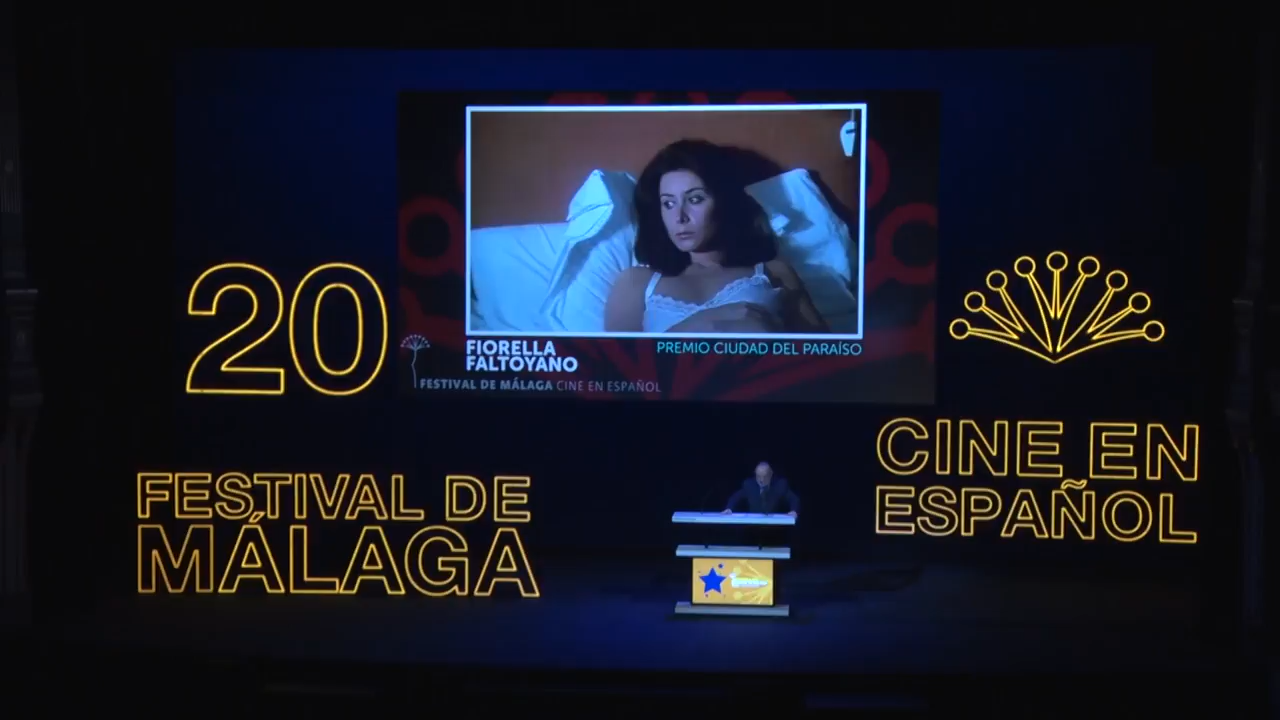 20
FESTIVAL DE
MÁLAGA
FIORELLA
FALTOYANO
PREMIO CIUDAD DEL PARAÍSO
FESTIVAL DE MÁLAGA CINE EN ESPAÑOL
CINE EN
ESPAÑOL